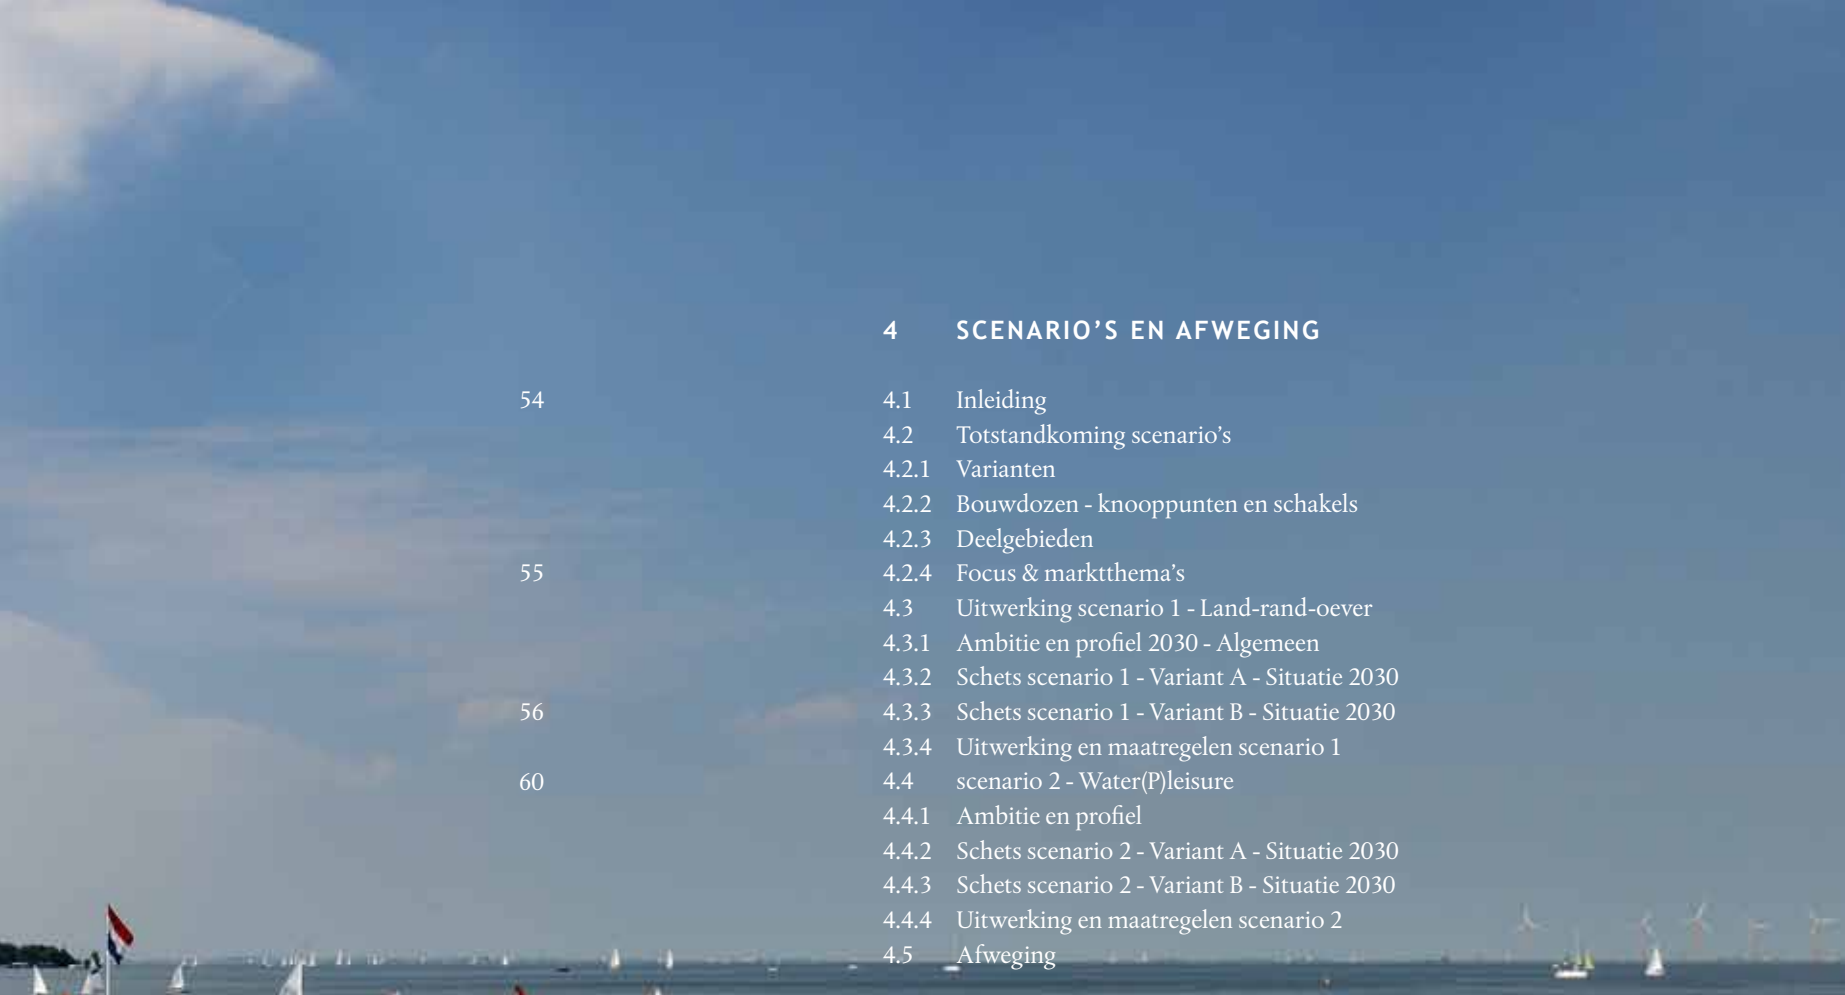 54
55
56
60
4 SCENARIO’S EN AFWEGING
4.1 Inleiding
4.2 Totstandkoming scenario’s
4.2.1 Varianten
4.2.2 Bouwdozen - knooppunten en schakels
4.2.3 Deelgebieden
4.2.4 Focus & marktthema’s
4.3 Uitwerking scenario 1 - Land-rand-oever
4.3.1 Ambitie en profiel 2030 - Algemeen
4.3.2 Schets scenario 1 - Variant A - Situatie 2030
4.3.3 Schets scenario 1 - Variant B - Situatie 2030
4.3.4 Uitwerking en maatregelen scenario 1
4.4 scenario 2 - Water(P)leisure
4.4.1 Ambitie en profiel
4.4.2 Schets scenario 2 - Variant A - Situatie 2030
4.4.3 Schets scenario 2 - Variant B - Situatie 2030
4.4.4 Uitwerking en maatregelen scenario 2
4.5 Afweging